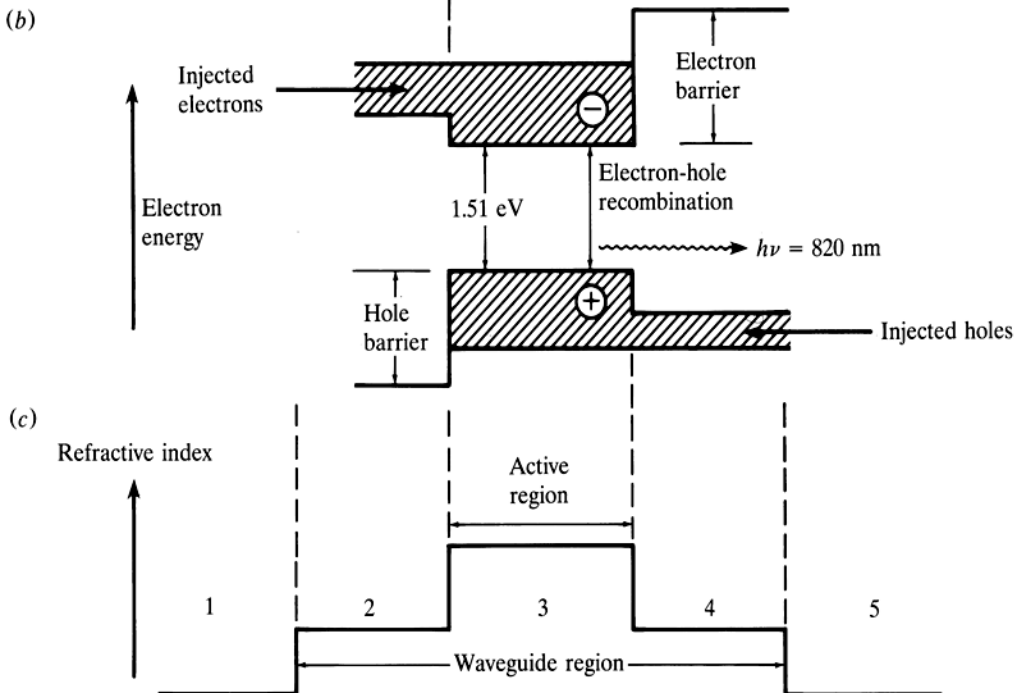 (b)
Injected
electrons
Electron
barrier
−
Electron-hole
recombination
1.51 eV
Electron
energy
hν = 820 nm
+
Hole
barrier
Injected holes
(c)
Refractive index
Active
region
1
2
3
4
5
Waveguide region